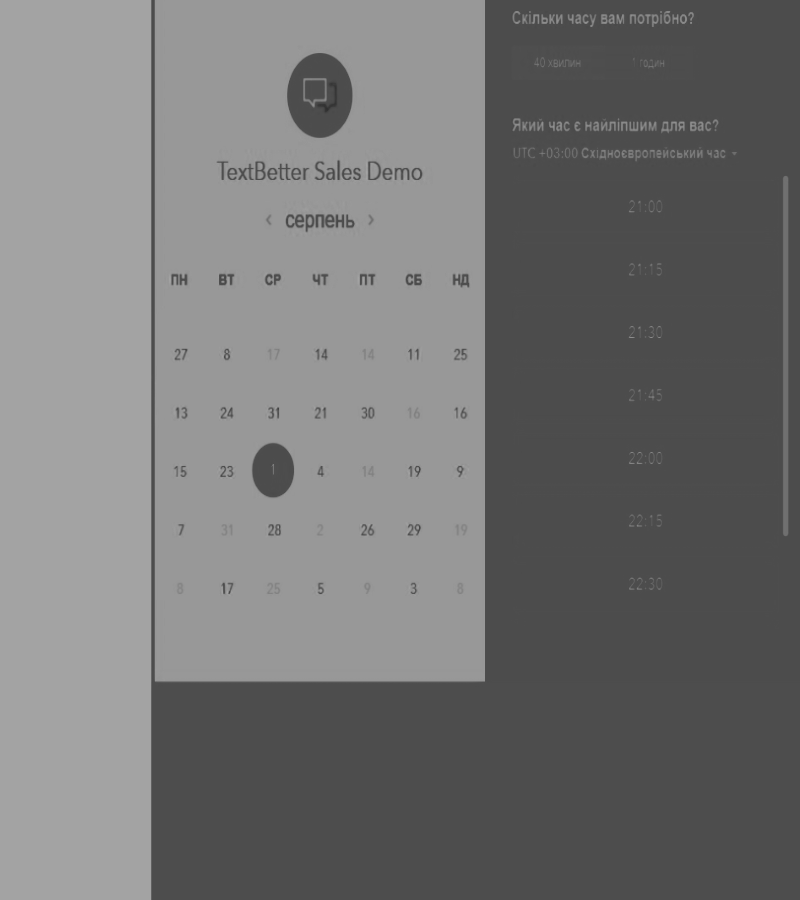 TextBetter Sales Demo
‹ серпень ›
ПН ВТ СР ЧТ ПТ СБ НД
27 8 17 14 14 11 25
13 24 31 21 30 16 16
15 23 1 4 14 19 9
7 31 28 2 26 29 19
8 17 25 5 9 3 8
Скільки часу вам потрібно?
40 хвилин 1 годин
Який час є найліпшим для вас?
UTC +03:00 Східноєвропейський час
21:00
21:15
21:30
21:45
22:00
22:15
22:30